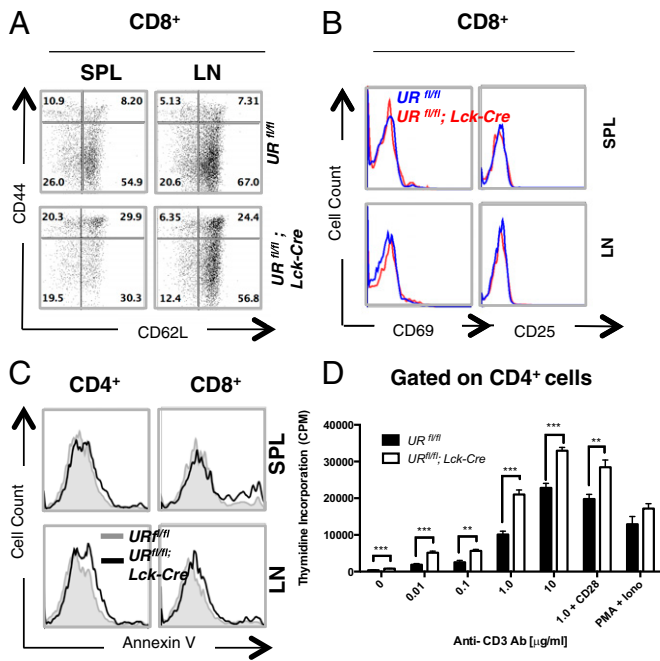 A
CD8⁺
SPL LN
10.9 8.20 5.13 7.31
26.0 54.9 20.6 67.0
UR fl/fl
20.3 29.9 6.35 24.4
19.5 30.3 12.4 56.8
UR fl/fl ; Lck-Cre
CD44
CD62L
B
CD8⁺
UR fl/fl
UR fl/fl; Lck-Cre
SPL
LN
Cell Count
CD69 CD25
C
CD4⁺ CD8⁺
SPL
URfl/fl
URfl/fl;
Lck-Cre
LN
Cell Count
Annexin V
D
Gated on CD4⁺ cells
Thymidine Incorporation (CPM)
40000
30000
20000
10000
0
UR fl/fl
URfl/fl; Lck-Cre
*** *** ** *** *** **
0 0.01 0.1 1.0 10 1.0 + CD28 PMA + Iono
Anti- CD3 Ab [μg/ml]